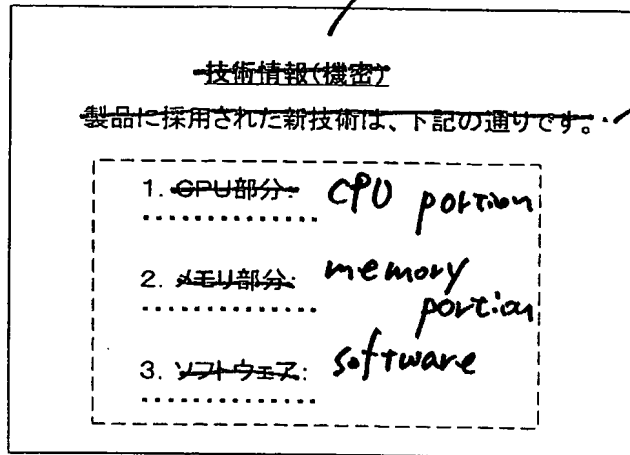 技術情報(機密)
製品に採用された新技術は、下記の通りです。
1. CPU部分: CPU portion
2. メモリ部分: memory
portion
3. ソフトウェア: software